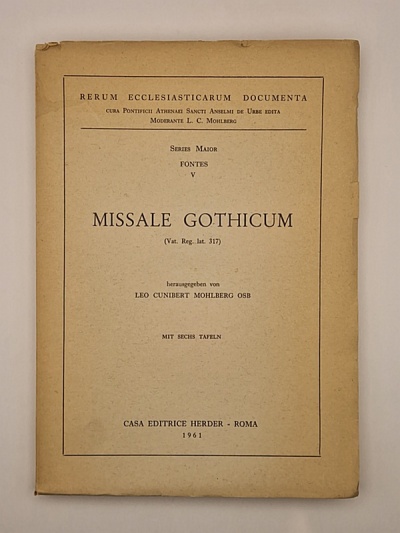 RERUM ECCLESIASTICARUM DOCUMENTA
CURA PONTIFICII ATHENAEI SANCTI ANSELMI DE URBE EDITA
MODERANTE L. C. MOHLBERG
SERIES MAIOR
FONTES
V
MISSALE GOTHICUM
(Vat. Reg. lat. 317)
herausgegeben von
LEO CUNIBERT MOHLBERG OSB
MIT SECHS TAFELN
CASA EDITRICE HERDER - ROMA
1961